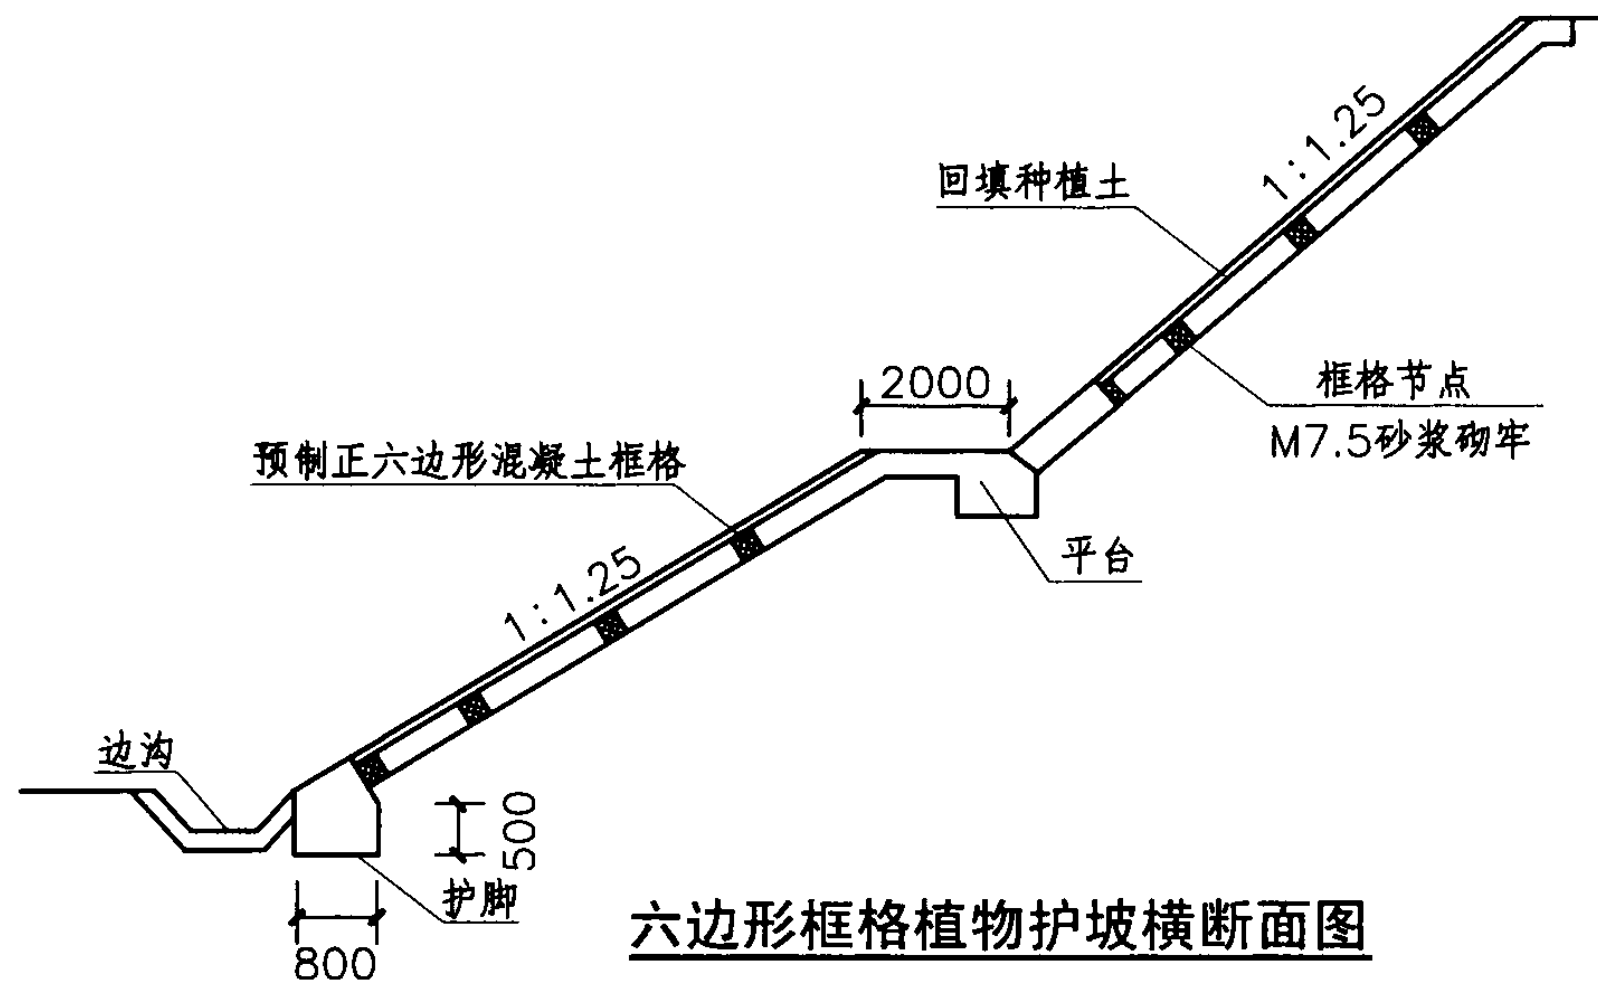 1:1.25
回填种植土
框格节点
M7.5砂浆砌牢
2000
预制正六边形混凝土框格
平台
1:1.25
边沟
500
护脚
800
六边形框格植物护坡横断面图